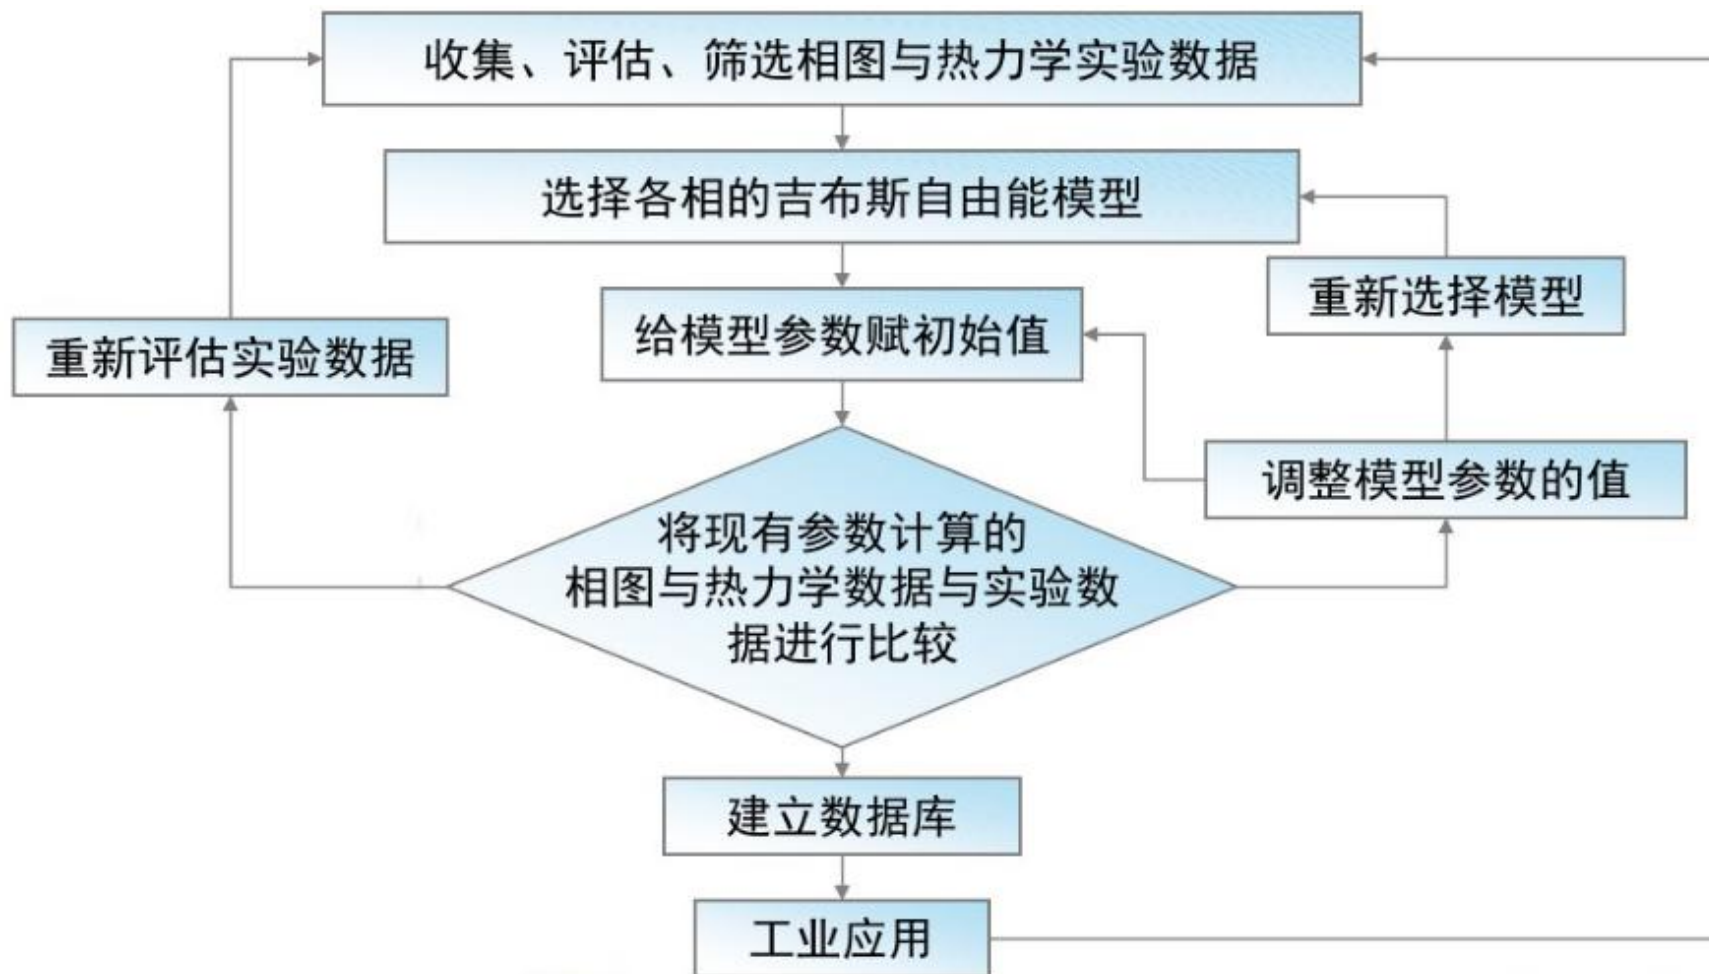 收集、评估、筛选相图与热力学实验数据
选择各相的吉布斯自由能模型
重新选择模型
给模型参数赋初始值
重新评估实验数据
调整模型参数的值
将现有参数计算的
相图与热力学数据与实验数
据进行比较
建立数据库
工业应用